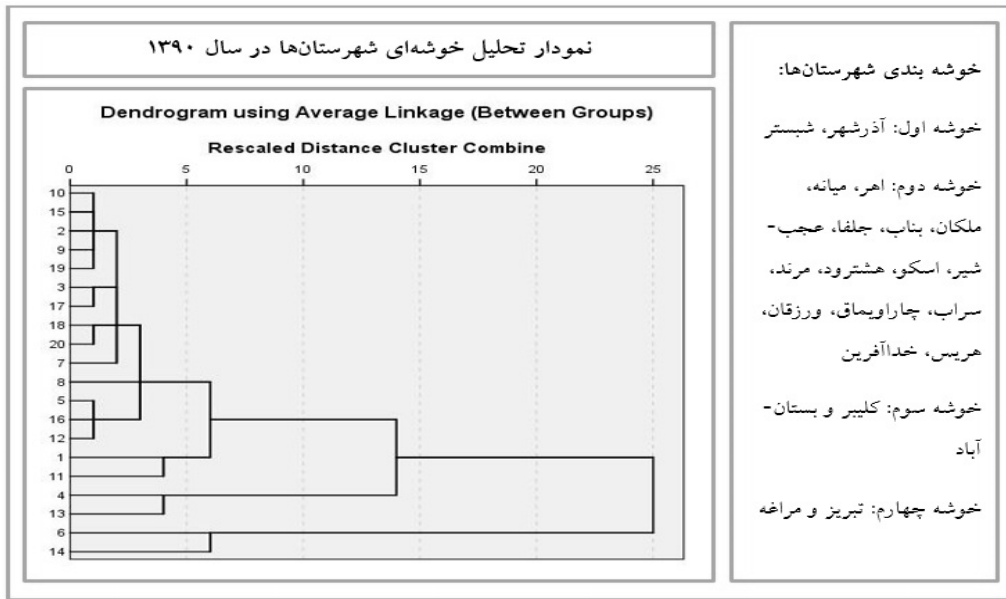 نمودار تحلیل خوشه‌ای شهرستان‌ها در سال ۱۳۹۰
Dendrogram using Average Linkage (Between Groups)
Rescaled Distance Cluster Combine
0 5 10 15 20 25
10
15
2
9
19
3
17
18
20
7
8
5
16
12
1
11
4
13
6
14
خوشه بندی شهرستان‌ها:
خوشه اول: آذرشهر، شبستر
خوشه دوم: اهر، میانه،
ملکان، بناب، جلفا، عجب-
شیر، اسکو، هشترود، مرند،
سراب، چاراویماق، ورزقان،
هریس، خداآفرین
خوشه سوم: کلیبر و بستان-
آباد
خوشه چهارم: تبریز و مراغه